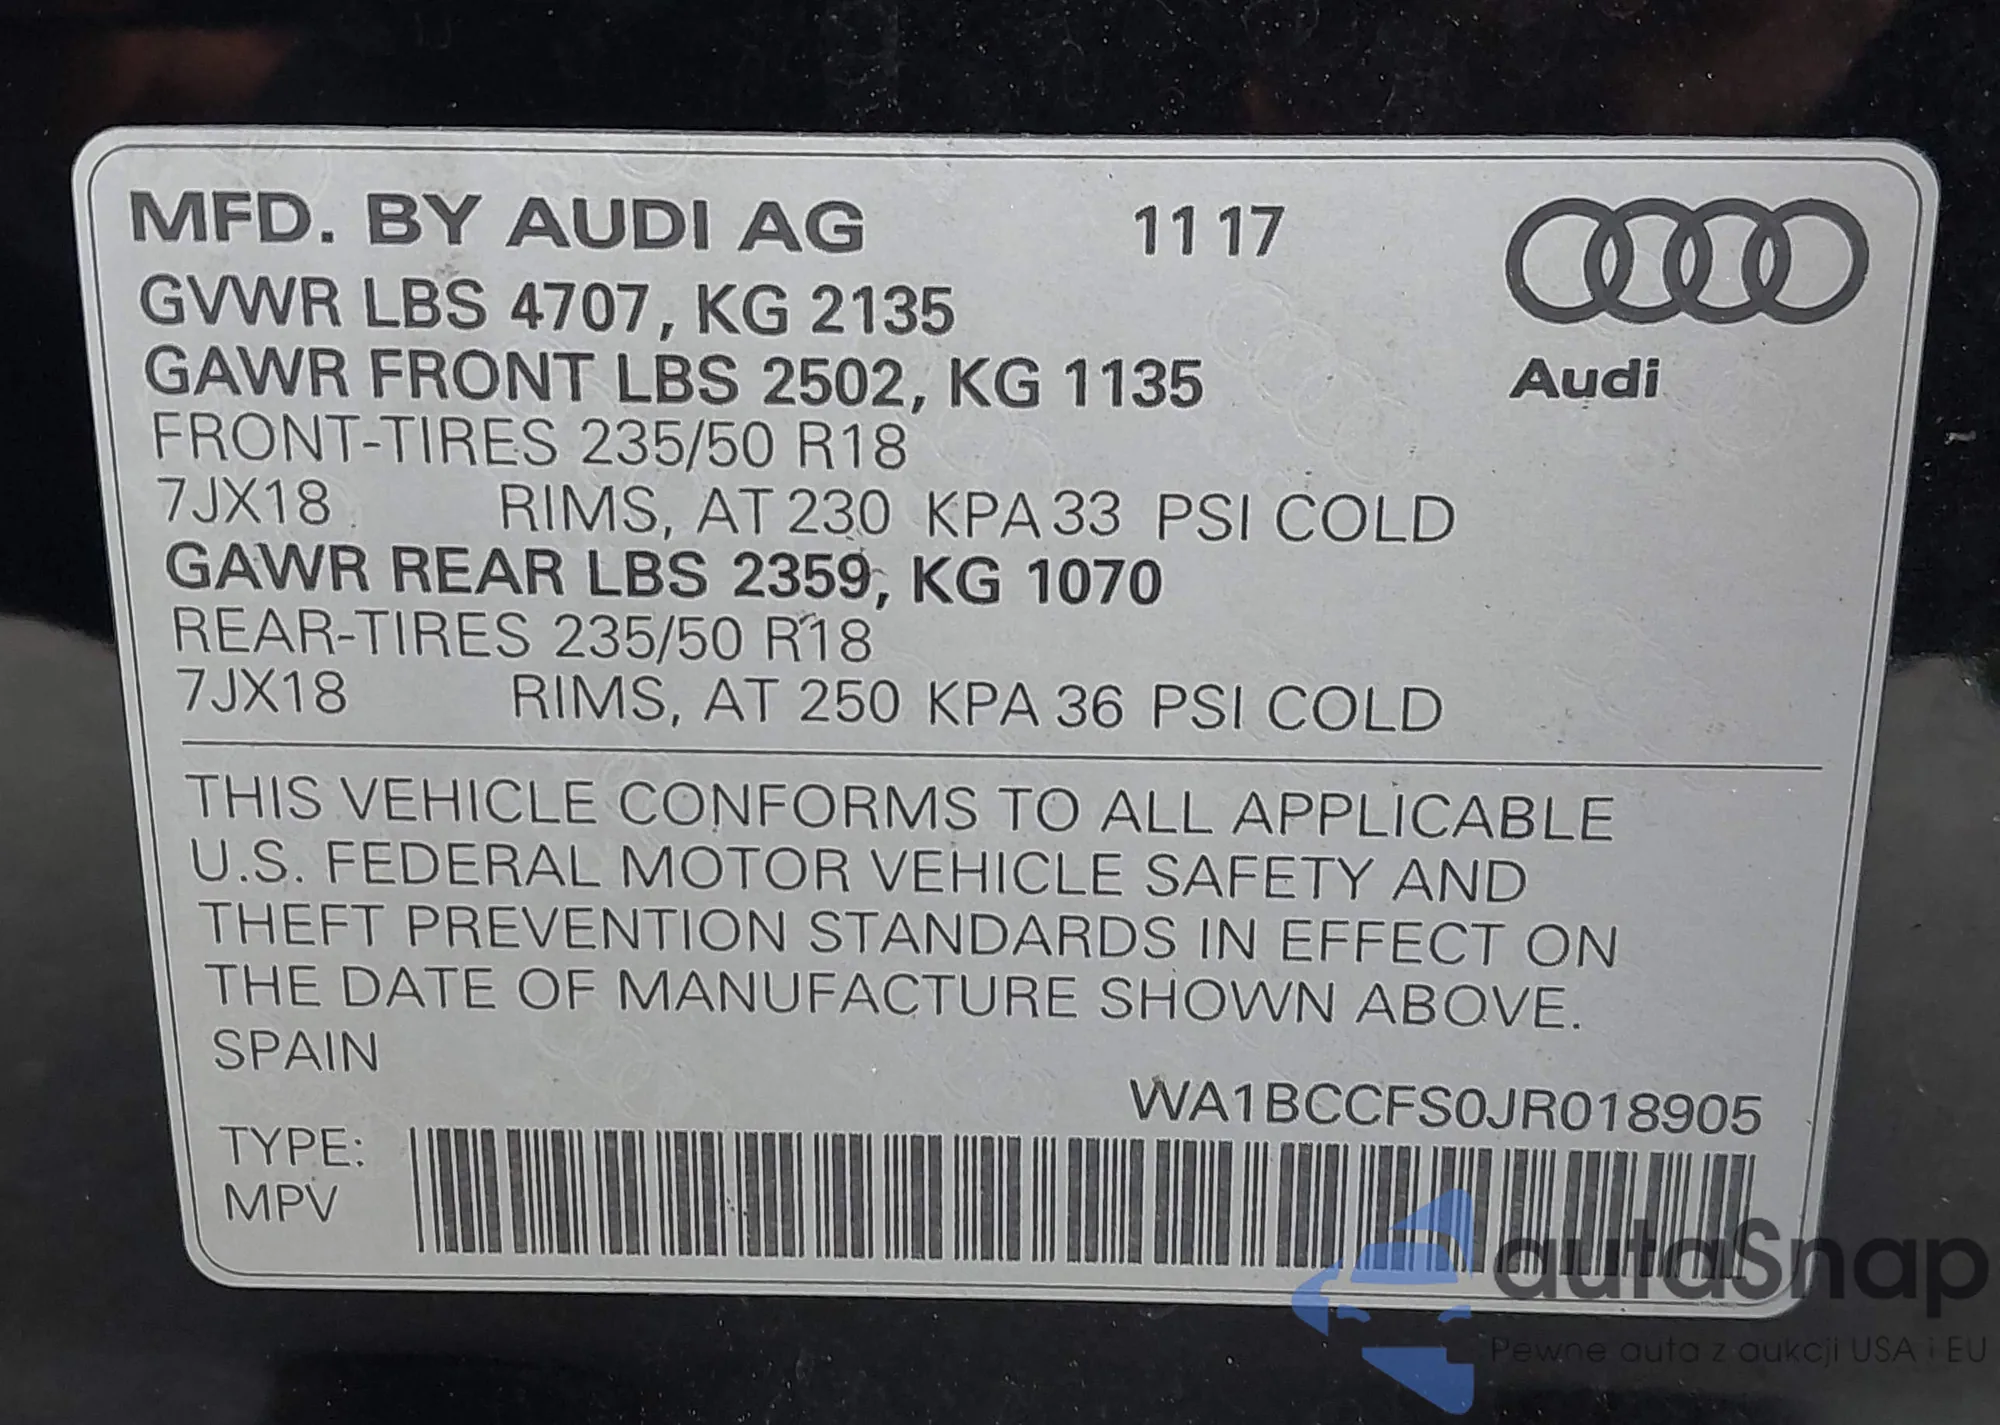 MFD. BY AUDI AG 11 17
GVWR LBS 4707, KG 2135
GAWR FRONT LBS 2502, KG 1135
Audi
FRONT-TIRES 235/50 R18
7JX18 RIMS, AT 230 KPA 33 PSI COLD
GAWR REAR LBS 2359, KG 1070
REAR-TIRES 235/50 R18
7JX18 RIMS, AT 250 KPA 36 PSI COLD
THIS VEHICLE CONFORMS TO ALL APPLICABLE
U.S. FEDERAL MOTOR VEHICLE SAFETY AND
THEFT PREVENTION STANDARDS IN EFFECT ON
THE DATE OF MANUFACTURE SHOWN ABOVE.
SPAIN
WA1BCCFS0JR018905
TYPE:
MPV
autaSnap
Pewne auta z aukcji USA i EU